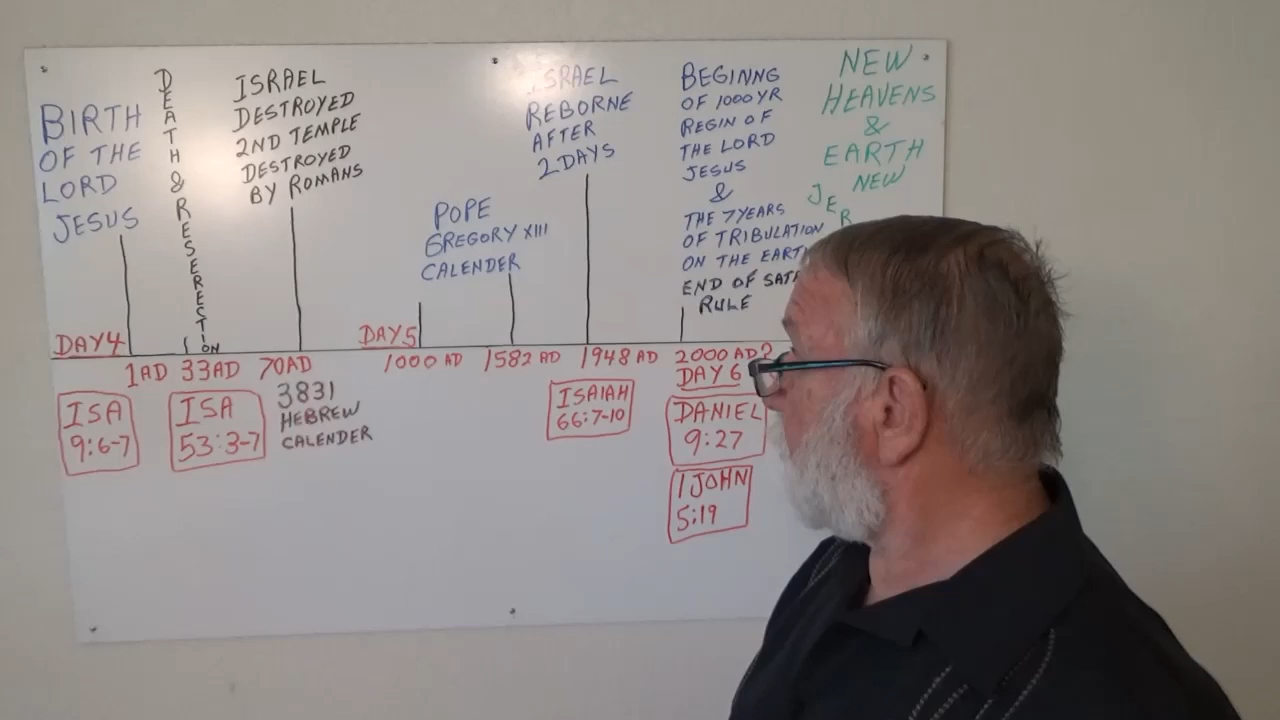 BIRTH
OF THE
LORD
JESUS
DEATH & RESERECTION
ISRAEL
DESTROYED
2ND TEMPLE
DESTROYED
BY ROMANS
POPE
GREGORY XIII
CALENDER
ISRAEL
REBORNE
AFTER
2 DAYS
BEGINNG
OF 1000 YR
REGIN OF
THE LORD
JESUS
&
THE 7 YEARS
OF TRIBULATION
ON THE EARTH
END OF SATA
RULE
NEW
HEAVENS
&
EARTH
NEW
JER
DAY 4
DAY 5
1 AD 33 AD 70 AD 1000 AD 1582 AD 1948 AD 2000 AD?
DAY 6
ISA
9:6-7
ISA
53:3-7
3831
HEBREW
CALENDER
ISAIAH
66:7-10
DANIEL
9:27
1 JOHN
5:19